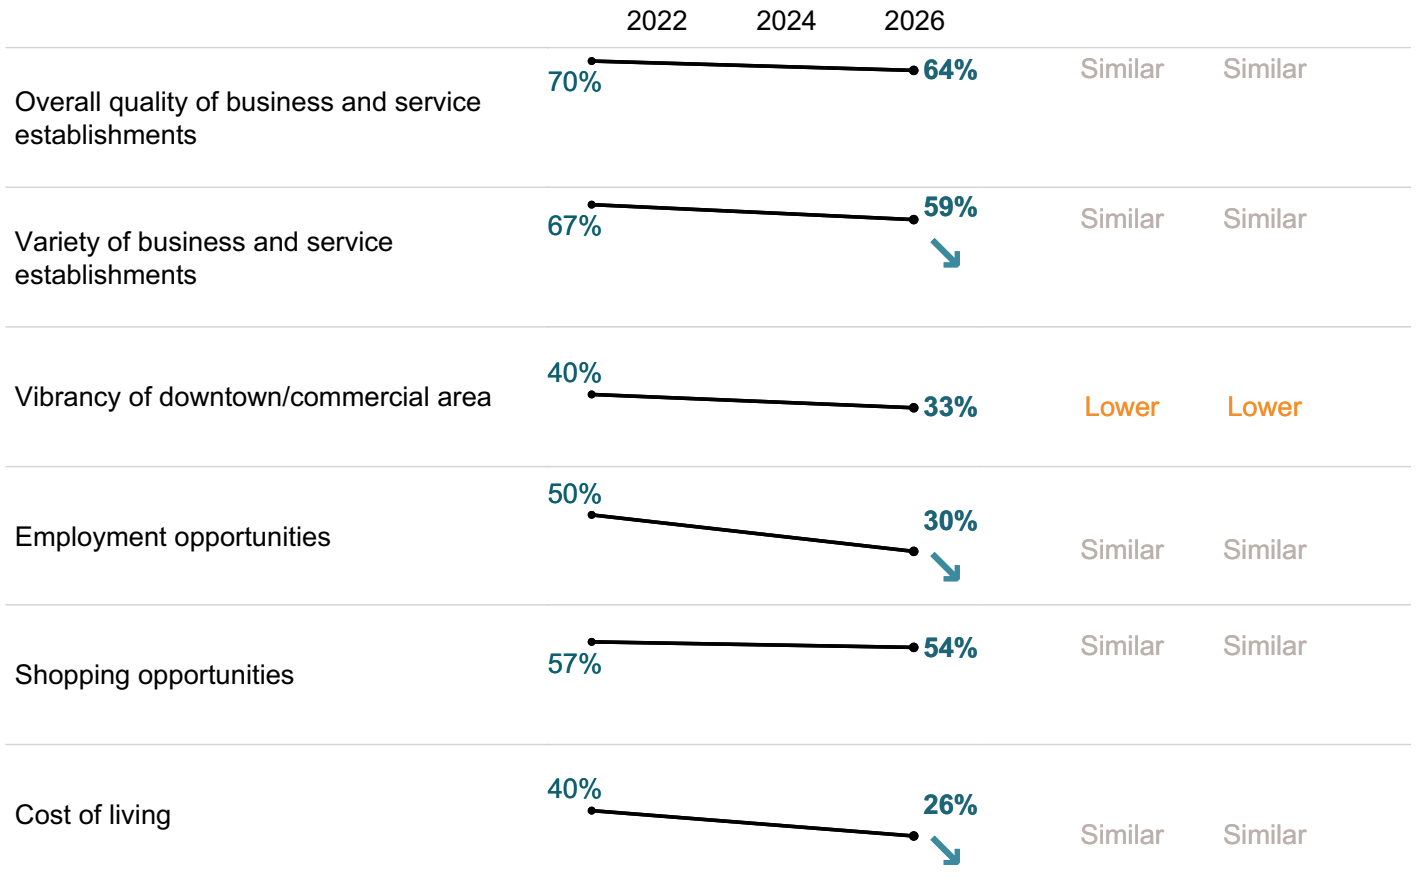 2022 2024 2026
70% 64% Similar Similar
Overall quality of business and service
establishments
67% 59% Similar Similar
Variety of business and service
establishments
40%
Vibrancy of downtown/commercial area 33% Lower Lower
50%
30%
Employment opportunities Similar Similar
57% 54% Similar Similar
Shopping opportunities
40%
26%
Cost of living Similar Similar